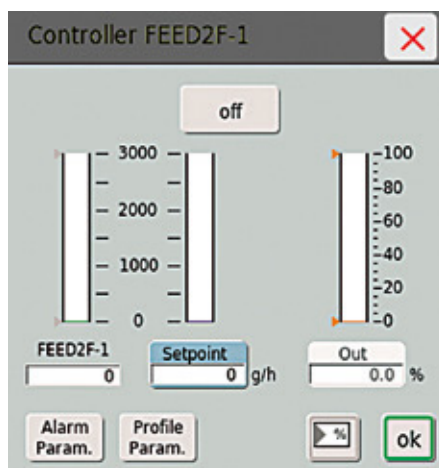 Controller FEED2F-1
off
3000
2000
1000
0
100
80
60
40
20
0
FEED2F-1
0
Setpoint
0 g/h
Out
0.0 %
Alarm
Param.
Profile
Param.
%
ok